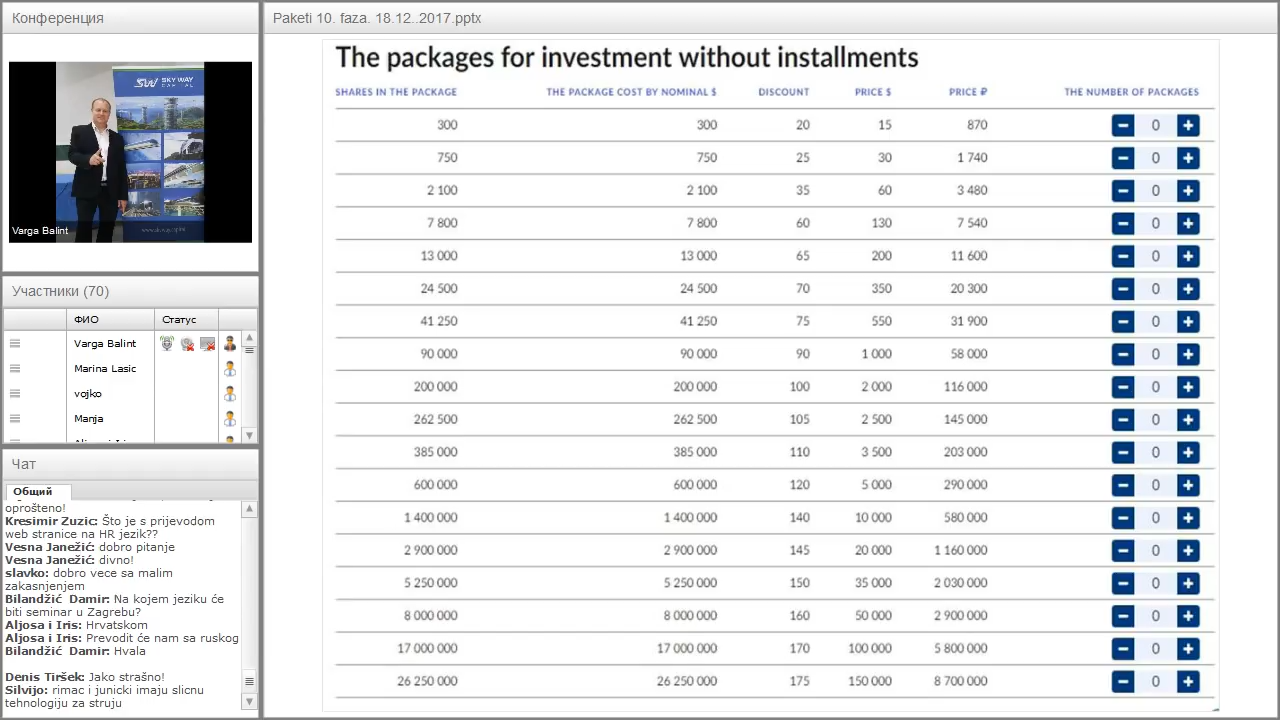 Конференция
SKY WAY
CAPITAL
Varga Balint
Участники (70)
ФИО Статус
Varga Balint
Marina Lasic
vojko
Manja
Чат
Общий
oprošteno!
Kresimir Zuzic: Što je s prijevodom
web stranice na HR jezik??
Vesna Janežić: dobro pitanje
Vesna Janežić: divno!
slavko: dobro vece sa malim
zakasnjenjem
Bilandžić Damir: Na kojem jeziku će
biti seminar u Zagrebu?
Aljosa i Iris: Hrvatskom
Aljosa i Iris: Prevodit će nam sa ruskog
Bilandžić Damir: Hvala
Denis Tiršek: Jako strašno!
Silvijo: rimac i junicki imaju slicnu
tehnologiju za struju
Paketi 10. faza. 18.12..2017.pptx
The packages for investment without installments
SHARES IN THE PACKAGE THE PACKAGE COST BY NOMINAL $ DISCOUNT PRICE $ PRICE ₽ THE NUMBER OF PACKAGES
300 300 20 15 870 − 0 +
750 750 25 30 1 740 − 0 +
2 100 2 100 35 60 3 480 − 0 +
7 800 7 800 60 130 7 540 − 0 +
13 000 13 000 65 200 11 600 − 0 +
24 500 24 500 70 350 20 300 − 0 +
41 250 41 250 75 550 31 900 − 0 +
90 000 90 000 90 1 000 58 000 − 0 +
200 000 200 000 100 2 000 116 000 − 0 +
262 500 262 500 105 2 500 145 000 − 0 +
385 000 385 000 110 3 500 203 000 − 0 +
600 000 600 000 120 5 000 290 000 − 0 +
1 400 000 1 400 000 140 10 000 580 000 − 0 +
2 900 000 2 900 000 145 20 000 1 160 000 − 0 +
5 250 000 5 250 000 150 35 000 2 030 000 − 0 +
8 000 000 8 000 000 160 50 000 2 900 000 − 0 +
17 000 000 17 000 000 170 100 000 5 800 000 − 0 +
26 250 000 26 250 000 175 150 000 8 700 000 − 0 +